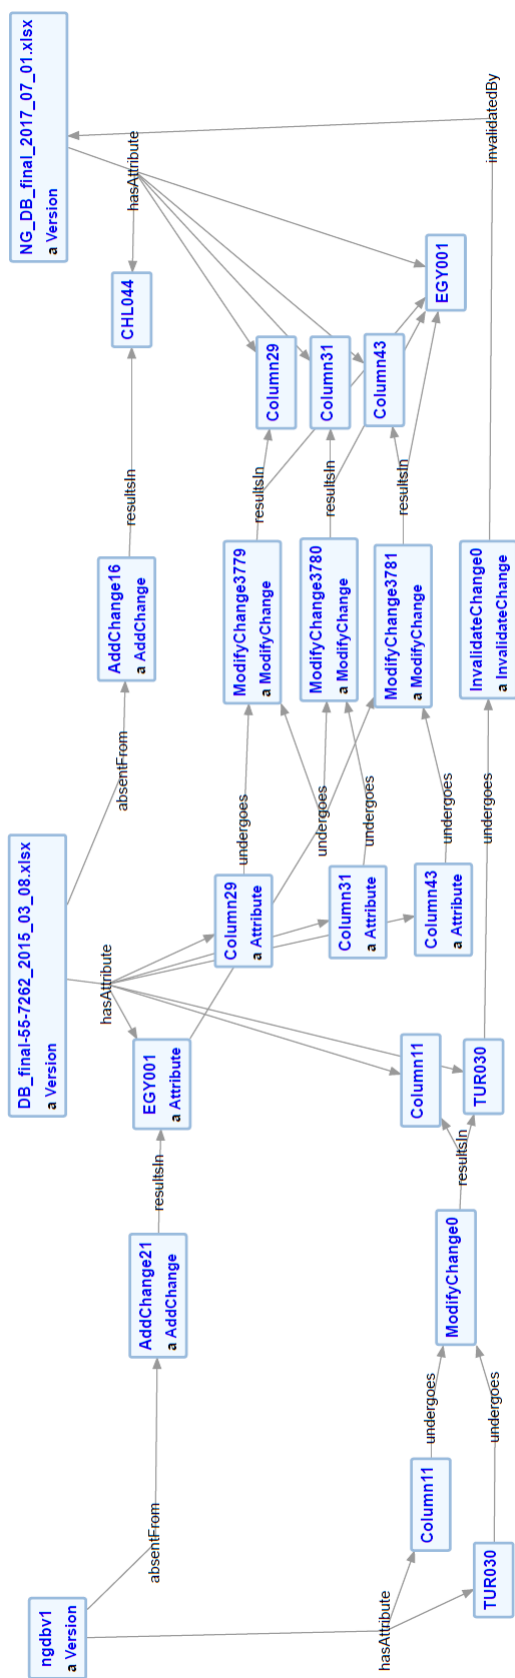 ngdbv1
a Version
DB_final-55-7262_2015_03_08.xlsx
a Version
NG_DB_final_2017_07_01.xlsx
a Version
absentFrom
AddChange21
a AddChange
resultsIn
EGY001
a Attribute
hasAttribute
absentFrom
AddChange16
a AddChange
resultsIn
CHL044
hasAttribute
Column29
a Attribute
undergoes
ModifyChange3779
a ModifyChange
resultsIn
Column29
undergoes
Column31
a Attribute
undergoes
ModifyChange3780
a ModifyChange
resultsIn
Column31
Column43
a Attribute
undergoes
ModifyChange3781
a ModifyChange
resultsIn
Column43
EGY001
hasAttribute
Column11
undergoes
TUR030
undergoes
ModifyChange0
resultsIn
Column11
TUR030
undergoes
InvalidateChange0
a InvalidateChange
invalidatedBy